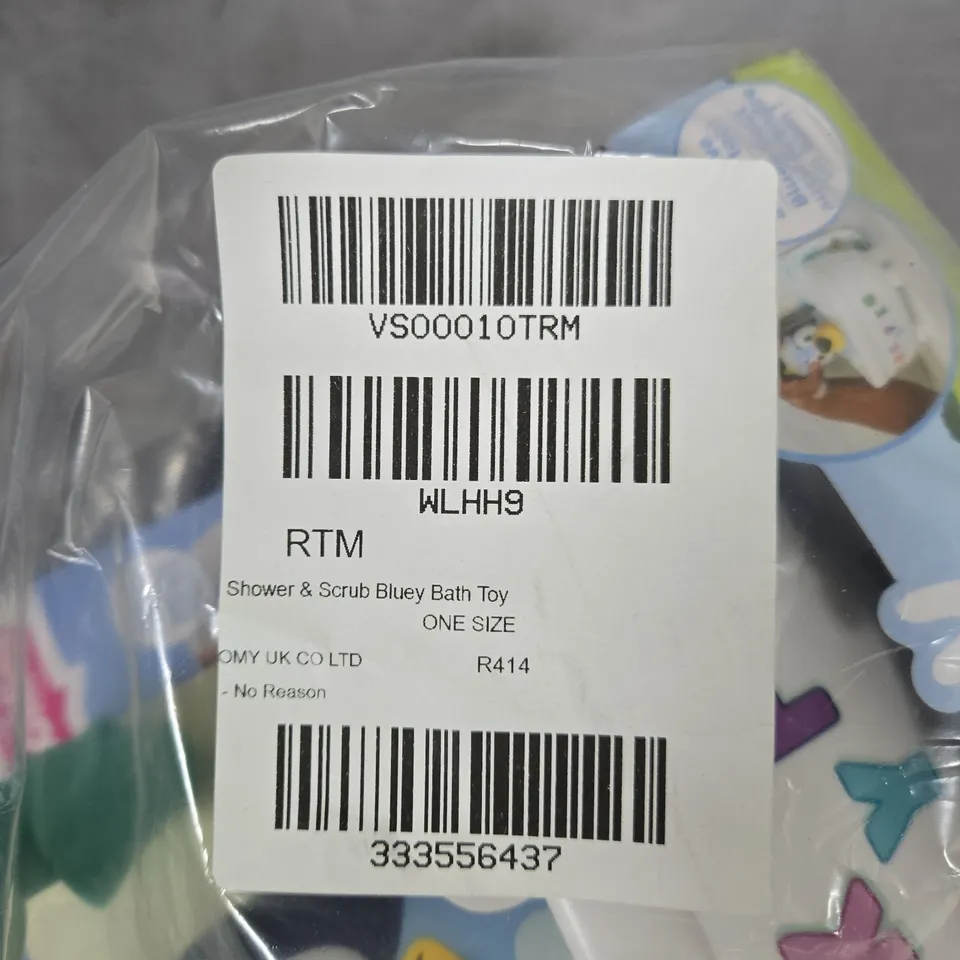 VS00010TRM
WLHH9
RTM
Shower & Scrub Bluey Bath Toy
ONE SIZE
OMY UK CO LTD R414
- No Reason
333556437